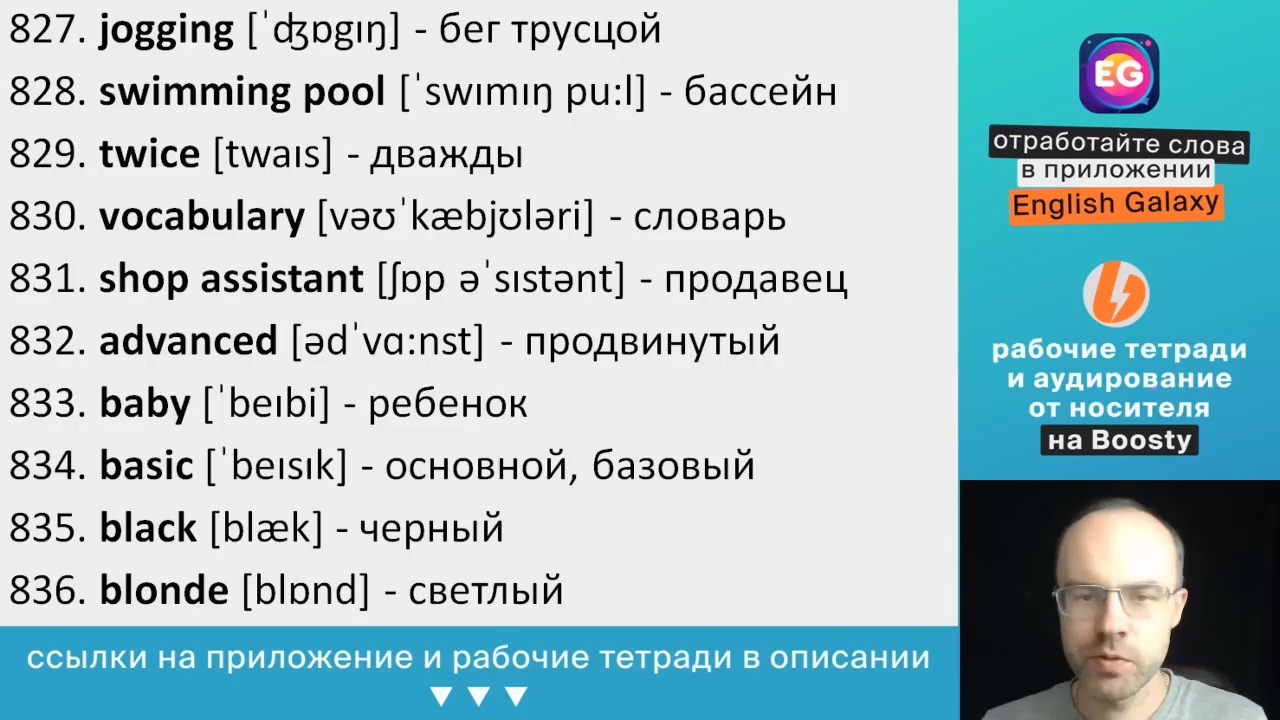 827. jogging [ˈʤɒgɪŋ] - бег трусцой
828. swimming pool [ˈswɪmɪŋ pu:l] - бассейн
829. twice [twaɪs] - дважды
830. vocabulary [vəʊˈkæbjʊləri] - словарь
831. shop assistant [ʃɒp əˈsɪstənt] - продавец
832. advanced [ədˈvɑ:nst] - продвинутый
833. baby [ˈbeɪbi] - ребенок
834. basic [ˈbeɪsɪk] - основной, базовый
835. black [blæk] - черный
836. blonde [blɒnd] - светлый
ссылки на приложение и рабочие тетради в описании
EG
отработайте слова
в приложении
English Galaxy
рабочие тетради
и аудирование
от носителя
на Boosty